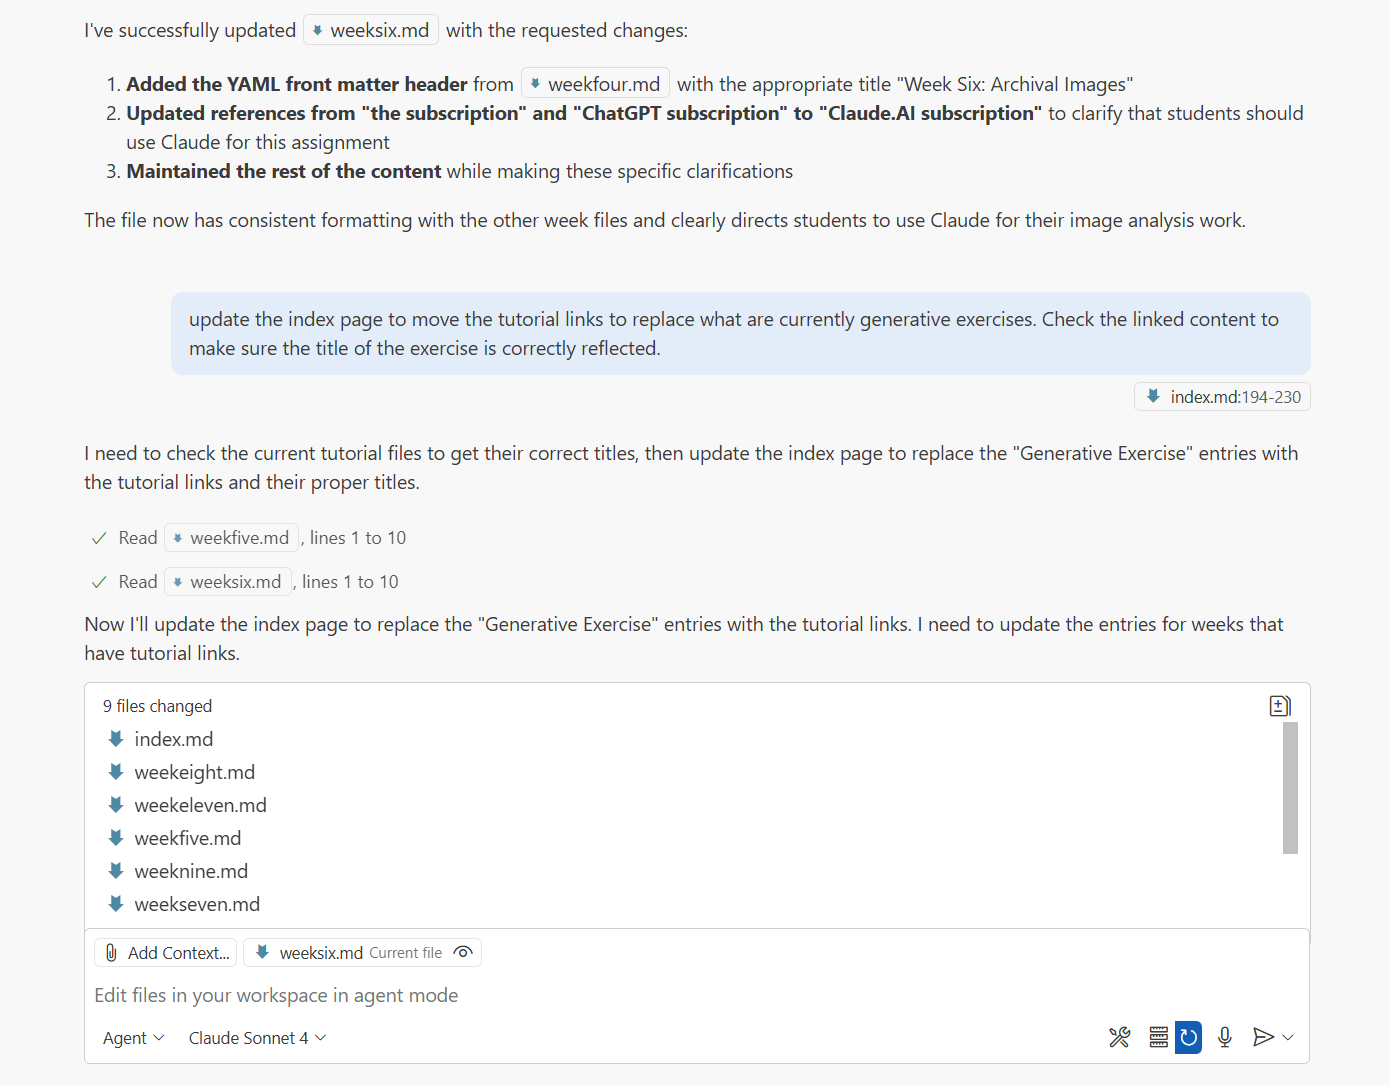 I've successfully updated weeksix.md with the requested changes:
1. Added the YAML front matter header from weekfour.md with the appropriate title "Week Six: Archival Images"
2. Updated references from "the subscription" and "ChatGPT subscription" to "Claude.AI subscription" to clarify that students should
use Claude for this assignment
3. Maintained the rest of the content while making these specific clarifications
The file now has consistent formatting with the other week files and clearly directs students to use Claude for their image analysis work.
update the index page to move the tutorial links to replace what are currently generative exercises. Check the linked content to
make sure the title of the exercise is correctly reflected.
index.md:194-230
I need to check the current tutorial files to get their correct titles, then update the index page to replace the "Generative Exercise" entries with
the tutorial links and their proper titles.
Read weekfive.md, lines 1 to 10
Read weeksix.md, lines 1 to 10
Now I'll update the index page to replace the "Generative Exercise" entries with the tutorial links. I need to update the entries for weeks that
have tutorial links.
9 files changed
index.md
weekeight.md
weekeleven.md
weekfive.md
weeknine.md
weekseven.md
Add Context... weeksix.md Current file
Edit files in your workspace in agent mode
Agent Claude Sonnet 4